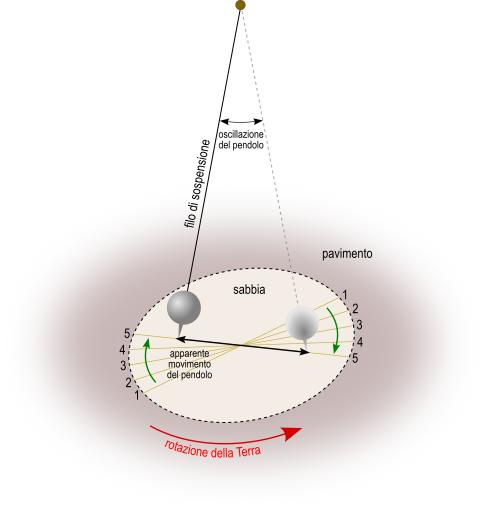 oscillazione
del pendolo
filo di sospensione
pavimento
sabbia
1
2
3
4
5
5
4
3
2
1
apparente
movimento
del pendolo
rotazione della Terra